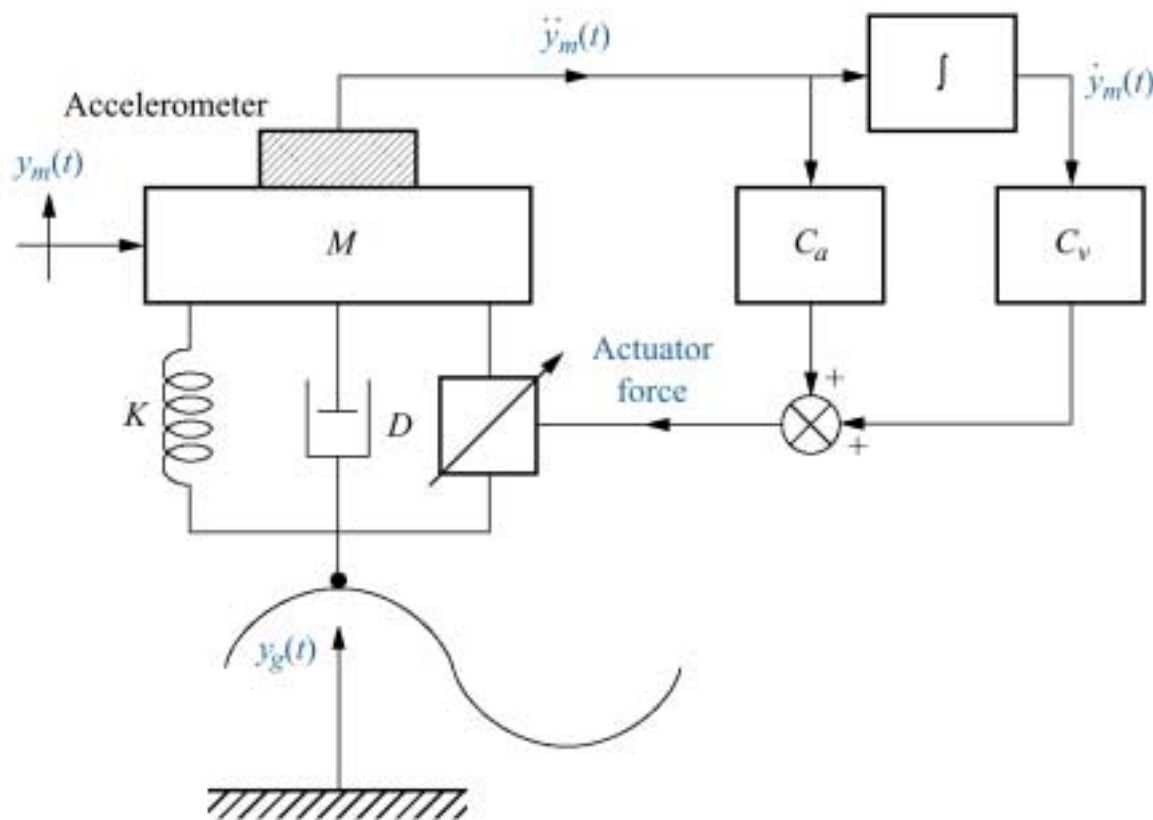 ÿm(t)
∫
ẏm(t)
Accelerometer
ym(t)
M
Ca
Cv
Actuator
force
+
+
K
D
yg(t)